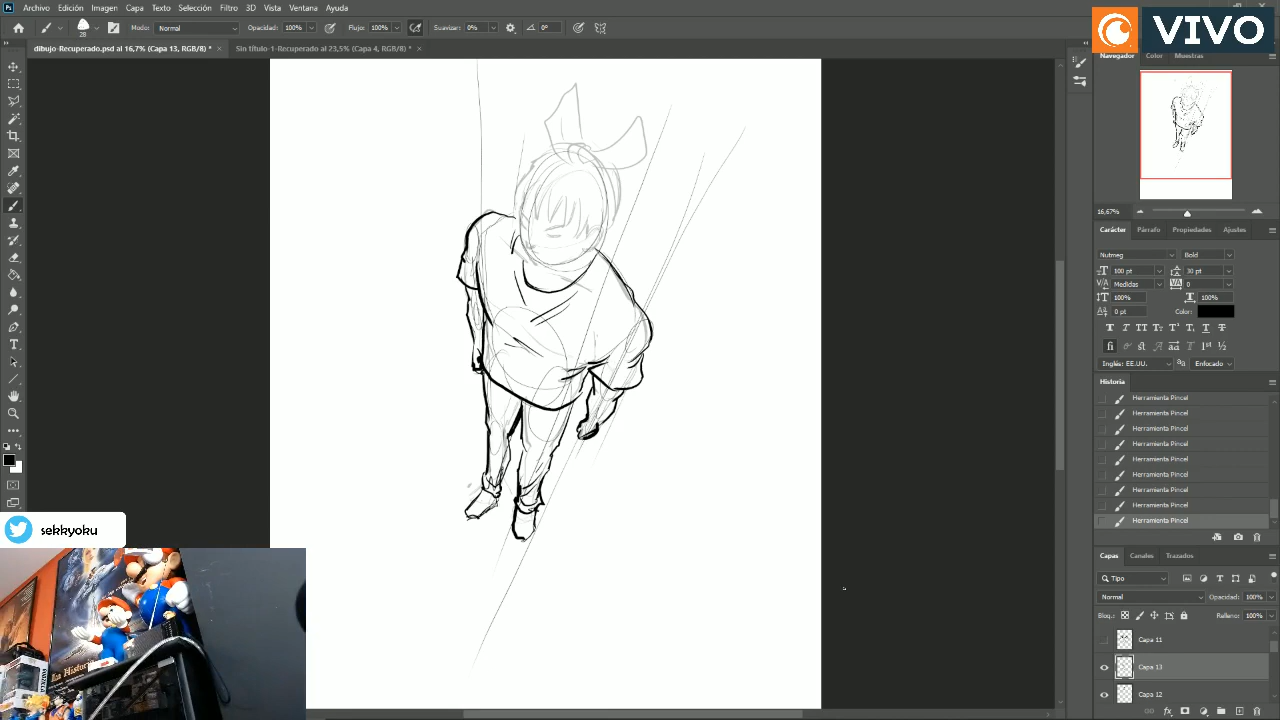 Archivo Edición Imagen Capa Texto Selección Filtro 3D Vista Ventana Ayuda
28 Modo: Normal Opacidad: 100% Flujo: 100% Suavizar: 0% 0°
dibujo-Recuperado.psd al 16,7% (Capa 13, RGB/8) * Sin título-1-Recuperado al 23,5% (Capa 4, RGB/8) *
VIVO
Navegador Color Muestras
16,67%
Carácter Párrafo Propiedades Ajustes
Nutmeg Bold
100 pt 30 pt
Medidas 0
100% 100%
0 pt Color:
Inglés: EE.UU. Enfocado
Historia
Herramienta Pincel
Herramienta Pincel
Herramienta Pincel
Herramienta Pincel
Herramienta Pincel
Herramienta Pincel
Herramienta Pincel
Herramienta Pincel
Herramienta Pincel
Capas Canales Trazados
Tipo
Normal Opacidad: 100%
Bloq.: Relleno: 100%
Capa 11
Capa 13
Capa 12
sekkyoku